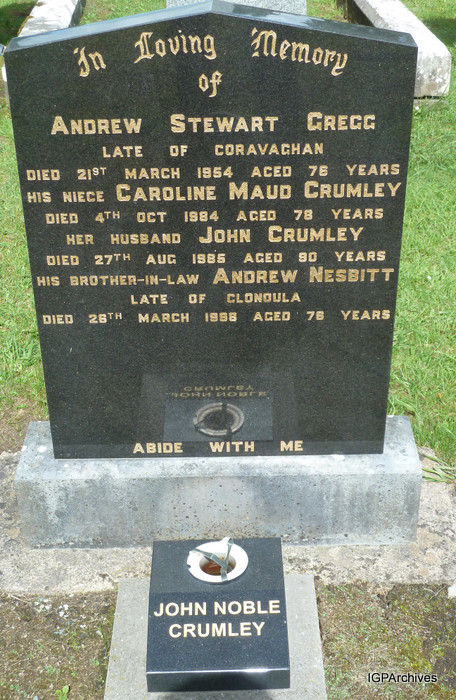 In Loving Memory
of
ANDREW STEWART GREGG
LATE OF CORAVAGHAN
DIED 21ST MARCH 1954 AGED 76 YEARS
HIS NIECE CAROLINE MAUD CRUMLEY
DIED 4TH OCT 1984 AGED 78 YEARS
HER HUSBAND JOHN CRUMLEY
DIED 27TH AUG 1985 AGED 90 YEARS
HIS BROTHER-IN-LAW ANDREW NESBITT
LATE OF CLONOULA
DIED 26TH MARCH 1958 AGED 76 YEARS
ABIDE WITH ME
JOHN NOBLE
CRUMLEY
IGPArchives